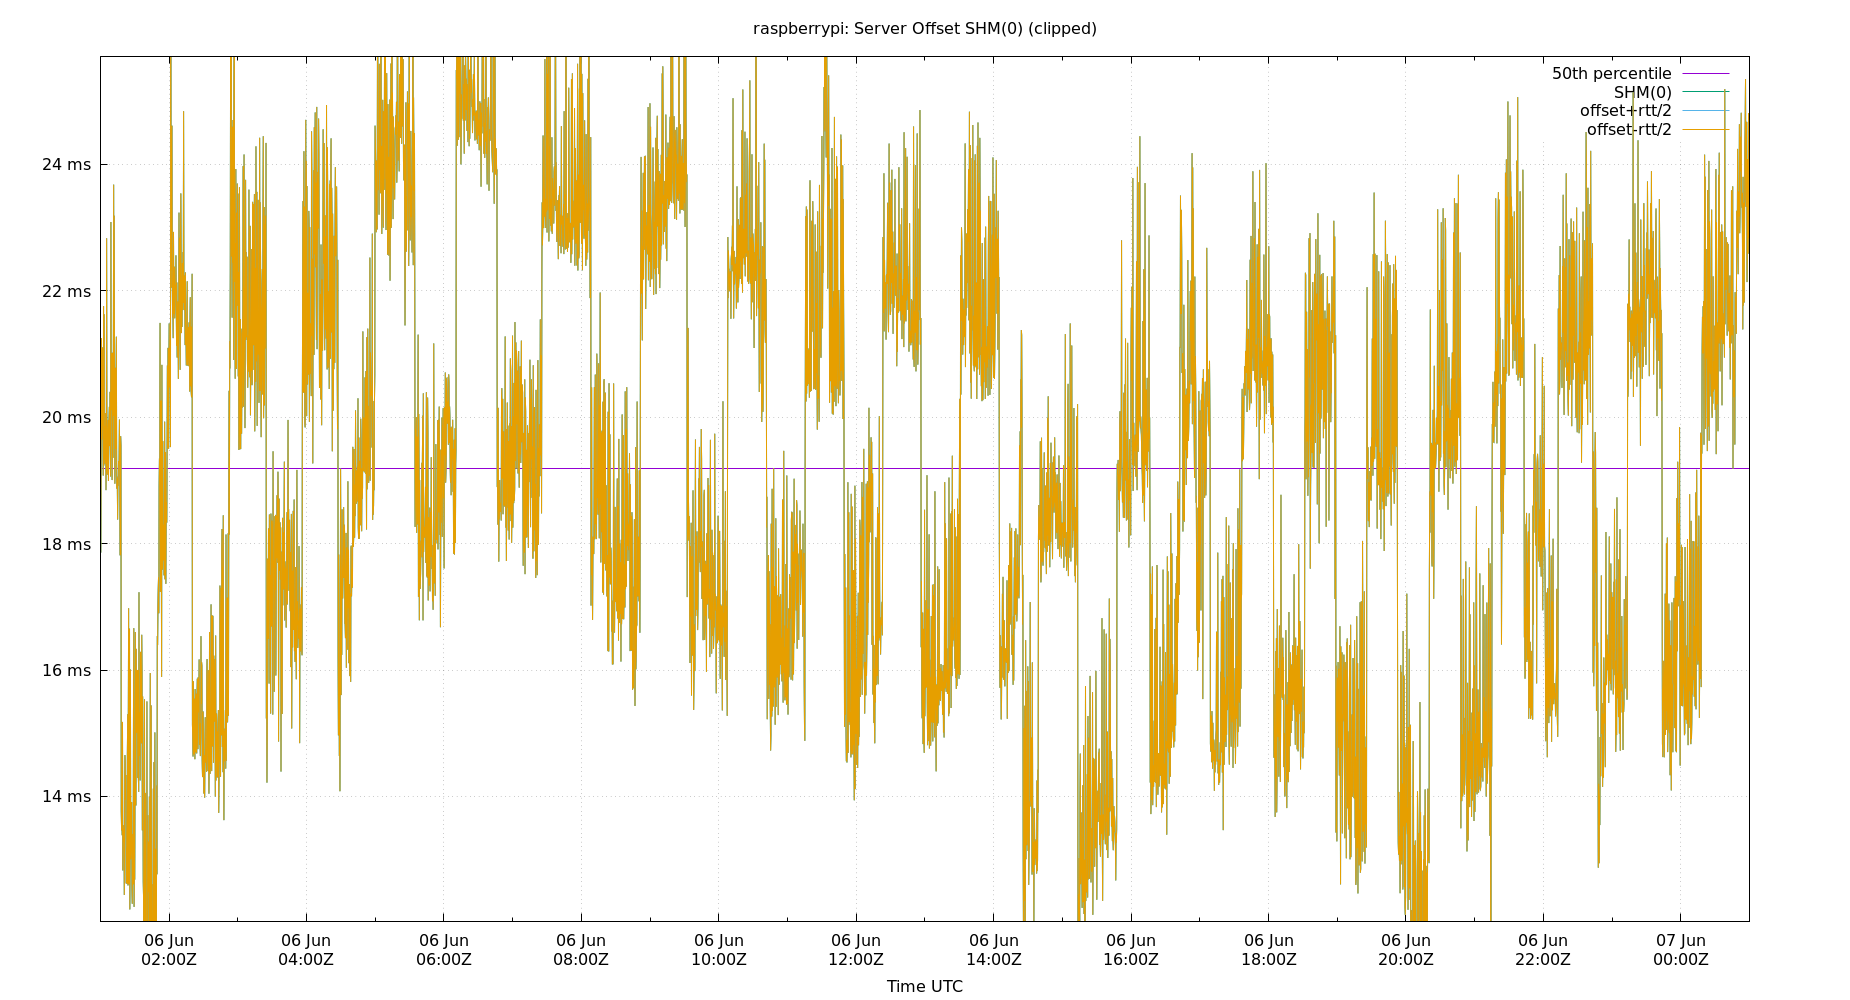 raspberrypi: Server Offset SHM(0) (clipped)
50th percentile
SHM(0)
offset+rtt/2
offset-rtt/2
24 ms
22 ms
20 ms
18 ms
16 ms
14 ms
06 Jun 06 Jun 06 Jun 06 Jun 06 Jun 06 Jun 06 Jun 06 Jun 06 Jun 06 Jun 06 Jun 07 Jun
02:00Z 04:00Z 06:00Z 08:00Z 10:00Z 12:00Z 14:00Z 16:00Z 18:00Z 20:00Z 22:00Z 00:00Z
Time UTC